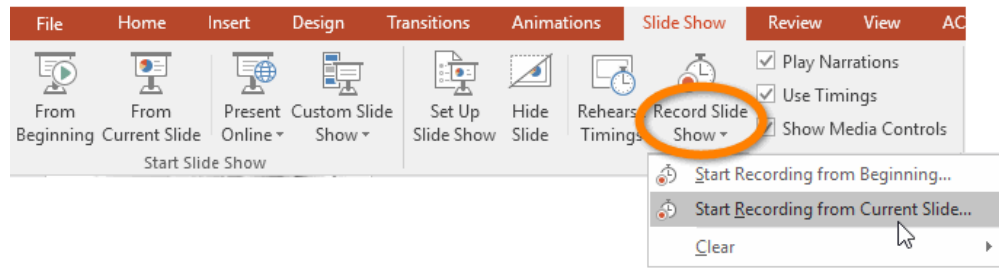 File Home Insert Design Transitions Animations Slide Show Review View AC
From Beginning
From Current Slide
Present Online
Custom Slide Show
Set Up Slide Show
Hide Slide
Rehearse Timings
Record Slide Show
Play Narrations
Use Timings
Show Media Controls
Start Slide Show
Start Recording from Beginning...
Start Recording from Current Slide...
Clear